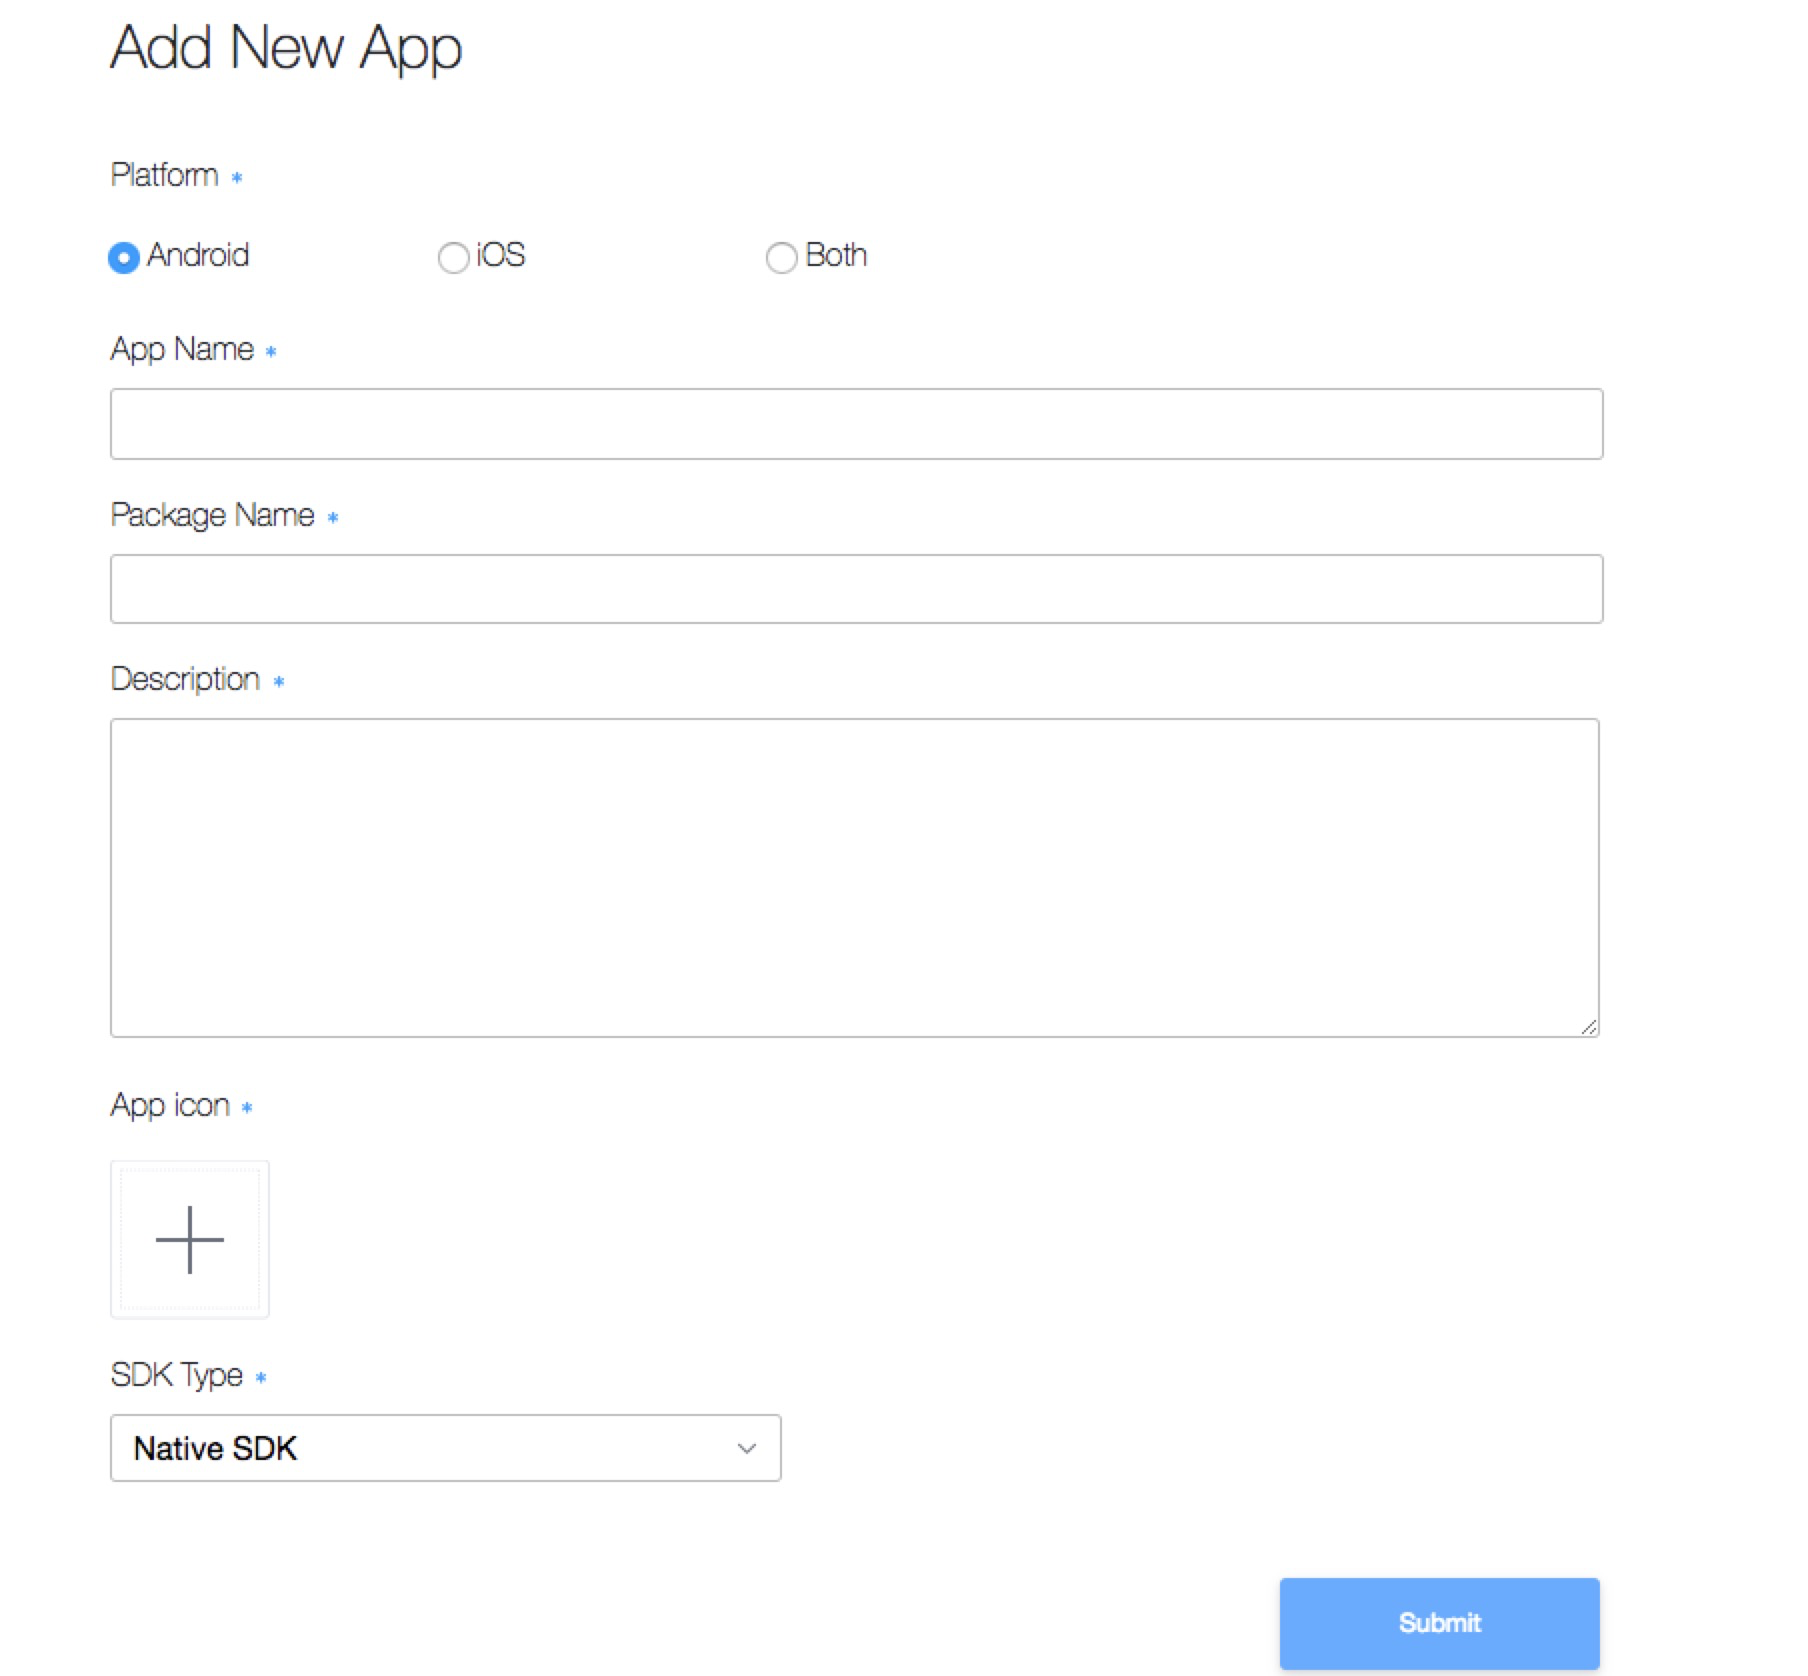 Add New App
Platform *
Android iOS Both
App Name *
Package Name *
Description *
App icon *
SDK Type *
Native SDK
Submit